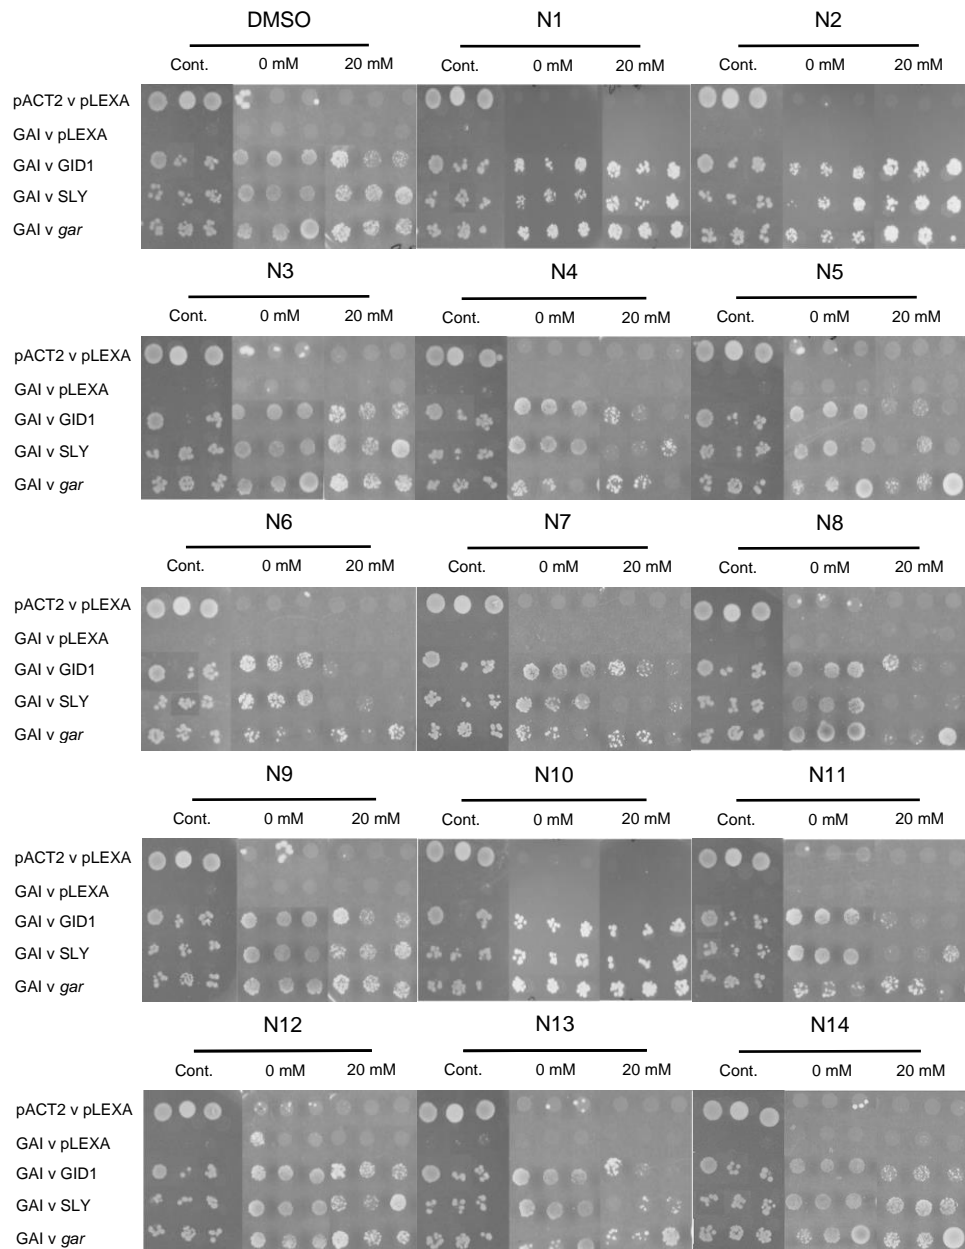 DMSO N1 N2
Cont. 0 mM 20 mM Cont. 0 mM 20 mM Cont. 0 mM 20 mM
pACT2 v pLEXA
GAI v pLEXA
GAI v GID1
GAI v SLY
GAI v gar
N3 N4 N5
Cont. 0 mM 20 mM Cont. 0 mM 20 mM Cont. 0 mM 20 mM
pACT2 v pLEXA
GAI v pLEXA
GAI v GID1
GAI v SLY
GAI v gar
N6 N7 N8
Cont. 0 mM 20 mM Cont. 0 mM 20 mM Cont. 0 mM 20 mM
pACT2 v pLEXA
GAI v pLEXA
GAI v GID1
GAI v SLY
GAI v gar
N9 N10 N11
Cont. 0 mM 20 mM Cont. 0 mM 20 mM Cont. 0 mM 20 mM
pACT2 v pLEXA
GAI v pLEXA
GAI v GID1
GAI v SLY
GAI v gar
N12 N13 N14
Cont. 0 mM 20 mM Cont. 0 mM 20 mM Cont. 0 mM 20 mM
pACT2 v pLEXA
GAI v pLEXA
GAI v GID1
GAI v SLY
GAI v gar